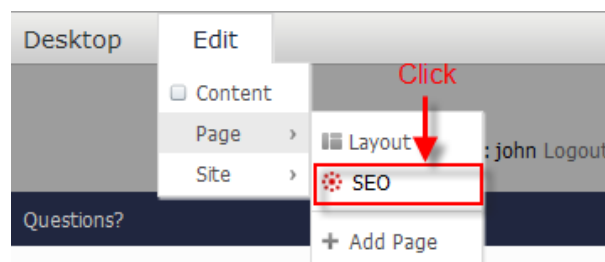 Desktop Edit
Click
Content
Page
Layout
: john Logout
Site
SEO
Questions?
+ Add Page